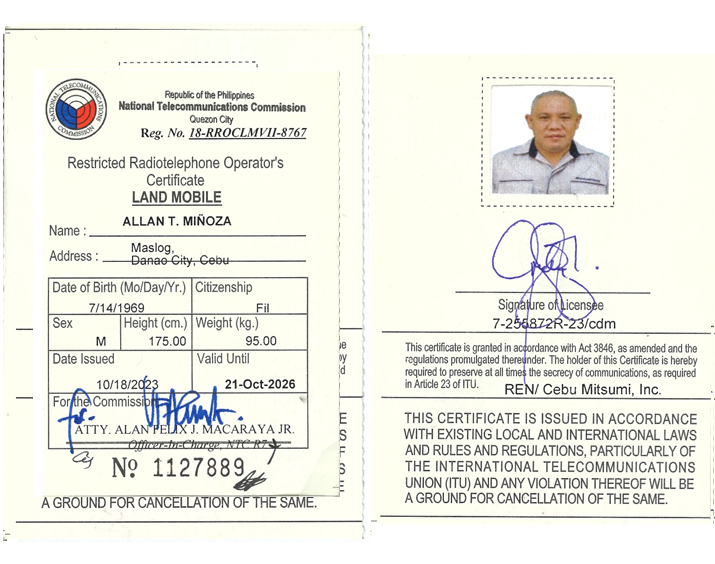 NATIONAL TELECOMMUNICATIONS COMMISSION
Republic of the Philippines
National Telecommunications Commission
Quezon City
Reg. No. 18-RROCLMVII-8767
Restricted Radiotelephone Operator's
Certificate
LAND MOBILE
Name : ALLAN T. MIÑOZA
Address : Maslog,
Danao City, Cebu
Date of Birth (Mo/Day/Yr.) Citizenship
7/14/1969 Fil
Sex Height (cm.) Weight (kg.)
M 175.00 95.00
Date Issued Valid Until
10/18/2023 21-Oct-2026
For the Commission
for
ATTY. ALAN FELIX J. MACARAYA JR.
Officer-In-Charge, NTC R7
Nº 1127889
A GROUND FOR CANCELLATION OF THE SAME.
Signature of Licensee
7-255872R-23/cdm
This certificate is granted in accordance with Act 3846, as amended and the
regulations promulgated thereunder. The holder of this Certificate is hereby
required to preserve at all times the secrecy of communications, as required
in Article 23 of ITU.
REN/ Cebu Mitsumi, Inc.
THIS CERTIFICATE IS ISSUED IN ACCORDANCE
WITH EXISTING LOCAL AND INTERNATIONAL LAWS
AND RULES AND REGULATIONS, PARTICULARLY OF
THE INTERNATIONAL TELECOMMUNICATIONS
UNION (ITU) AND ANY VIOLATION THEREOF WILL BE
A GROUND FOR CANCELLATION OF THE SAME.